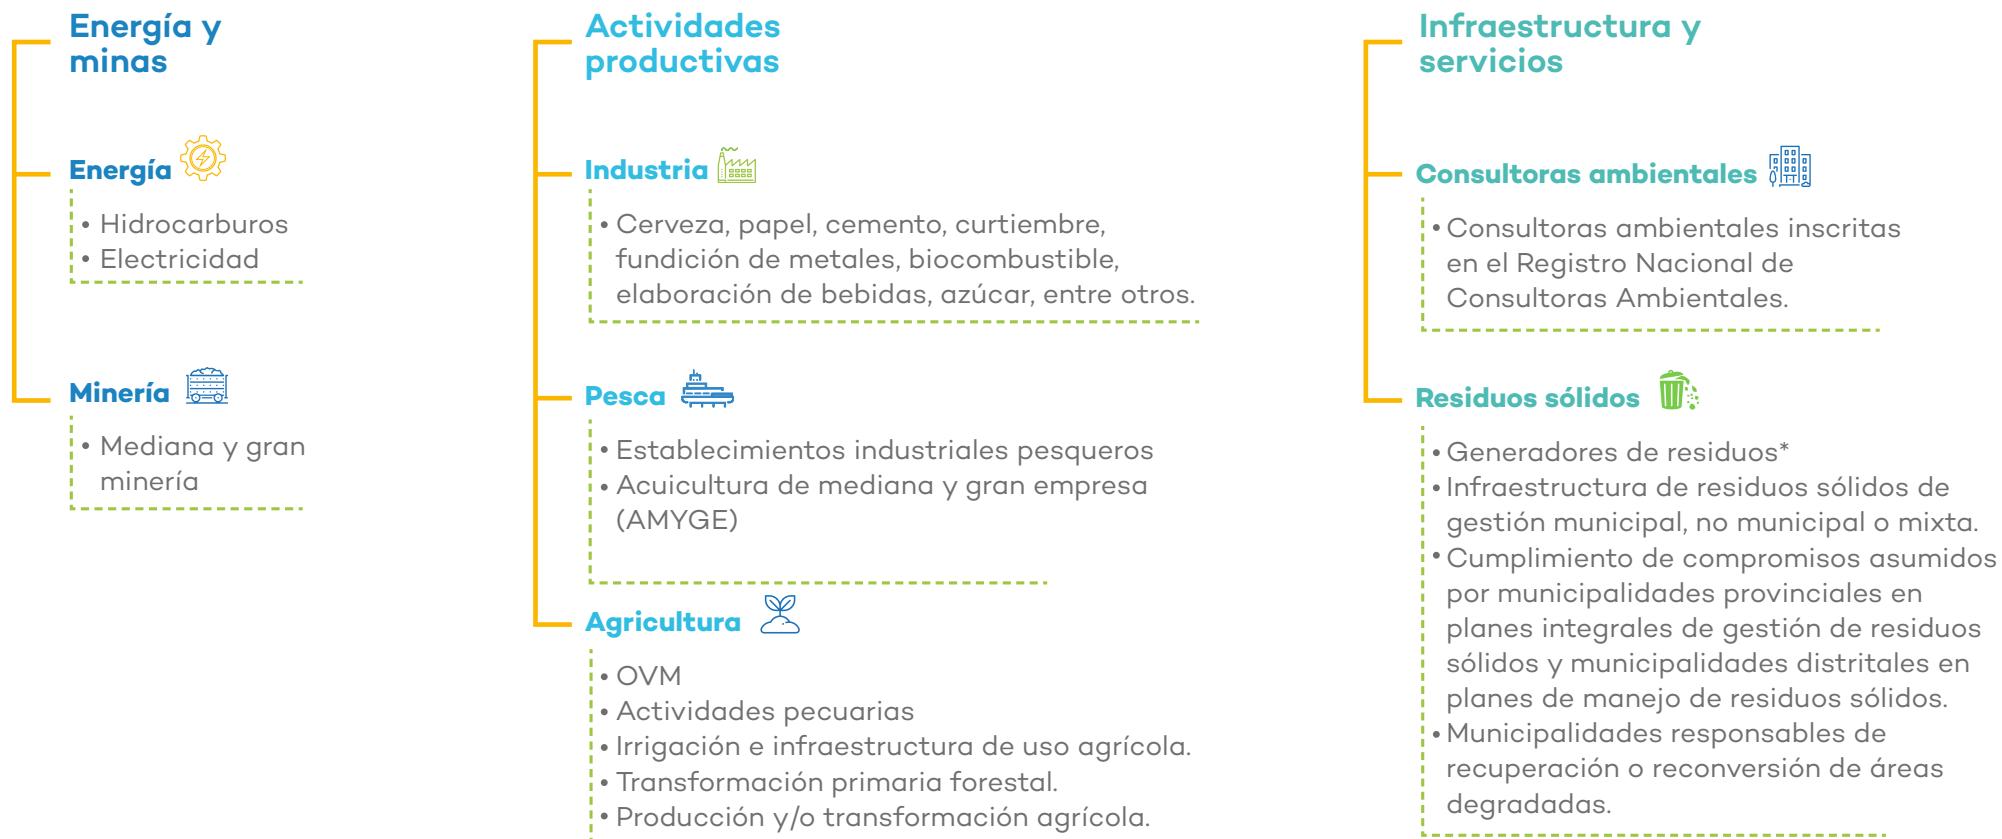 Energía y
minas
Energía
• Hidrocarburos
• Electricidad
Minería
• Mediana y gran
minería
Actividades
productivas
Industria
• Cerveza, papel, cemento, curtiembre,
fundición de metales, biocombustible,
elaboración de bebidas, azúcar, entre otros.
Pesca
• Establecimientos industriales pesqueros
• Acuicultura de mediana y gran empresa
(AMYGE)
Agricultura
• OVM
• Actividades pecuarias
• Irrigación e infraestructura de uso agrícola.
• Transformación primaria forestal.
• Producción y/o transformación agrícola.
Infraestructura y
servicios
Consultoras ambientales
• Consultoras ambientales inscritas
en el Registro Nacional de
Consultoras Ambientales.
Residuos sólidos
• Generadores de residuos*
• Infraestructura de residuos sólidos de
gestión municipal, no municipal o mixta.
• Cumplimiento de compromisos asumidos
por municipalidades provinciales en
planes integrales de gestión de residuos
sólidos y municipalidades distritales en
planes de manejo de residuos sólidos.
• Municipalidades responsables de
recuperación o reconversión de áreas
degradadas.